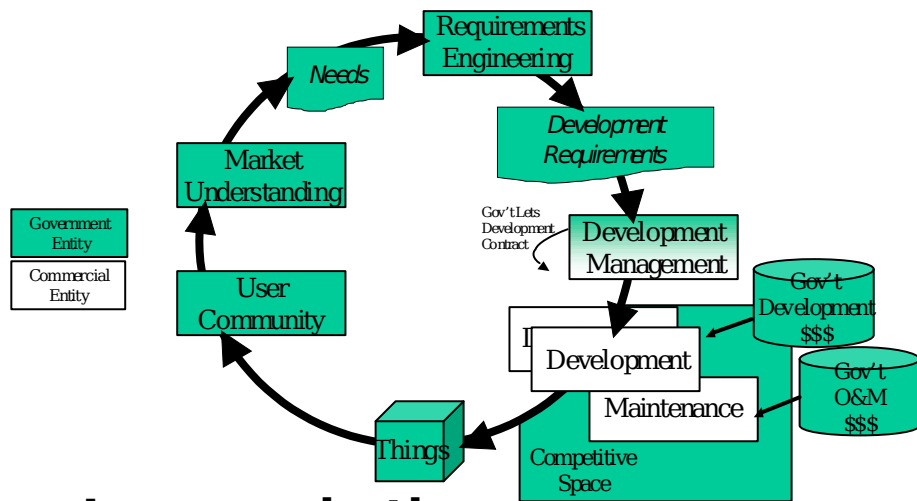 Requirements
Engineering
Needs
Development
Requirements
Market
Understanding
Gov't Lets
Development
Contract
Government
Entity
Commercial
Entity
Development
Management
User
Community
Gov't
Development
$$$
Development
Gov't
O&M
$$$
Maintenance
Things
Competitive
Space